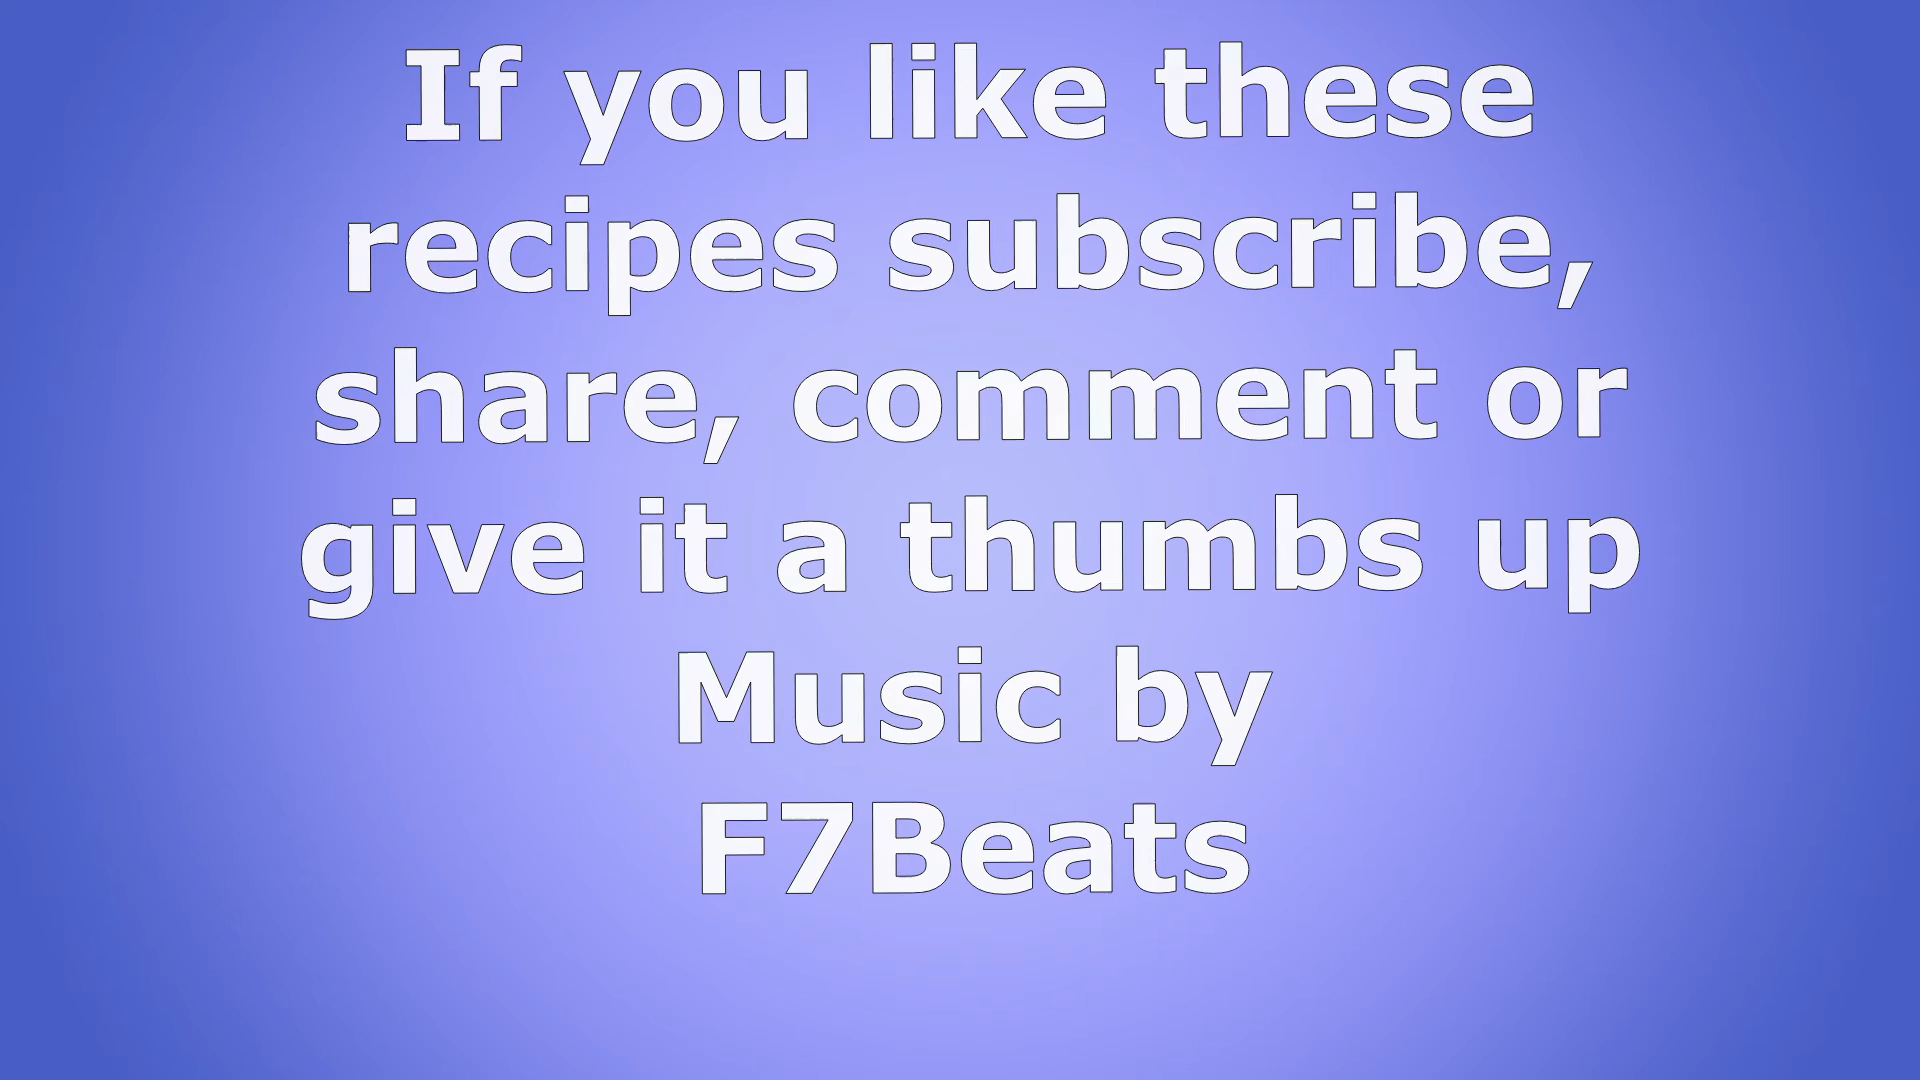 If you like these
recipes subscribe,
share, comment or
give it a thumbs up
Music by
F7Beats